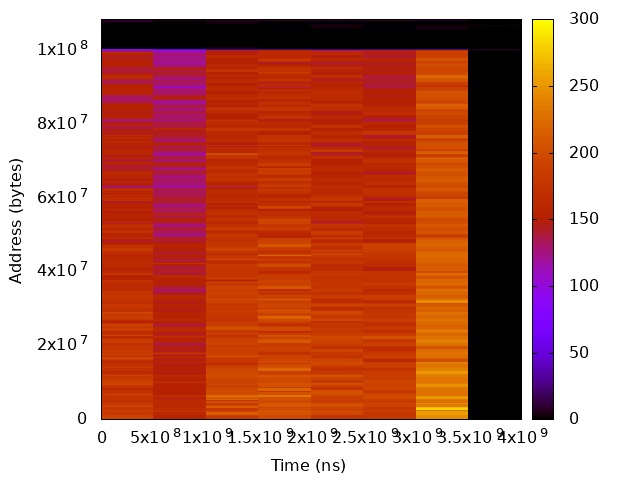 300
1x10⁸
250
8x10⁷
200
6x10⁷
Address (bytes)
150
4x10⁷
100
2x10⁷
50
0
0
0
5x10⁸
1x10⁹
1.5x10⁹
2x10⁹
2.5x10⁹
3x10⁹
3.5x10⁹
4x10⁹
Time (ns)